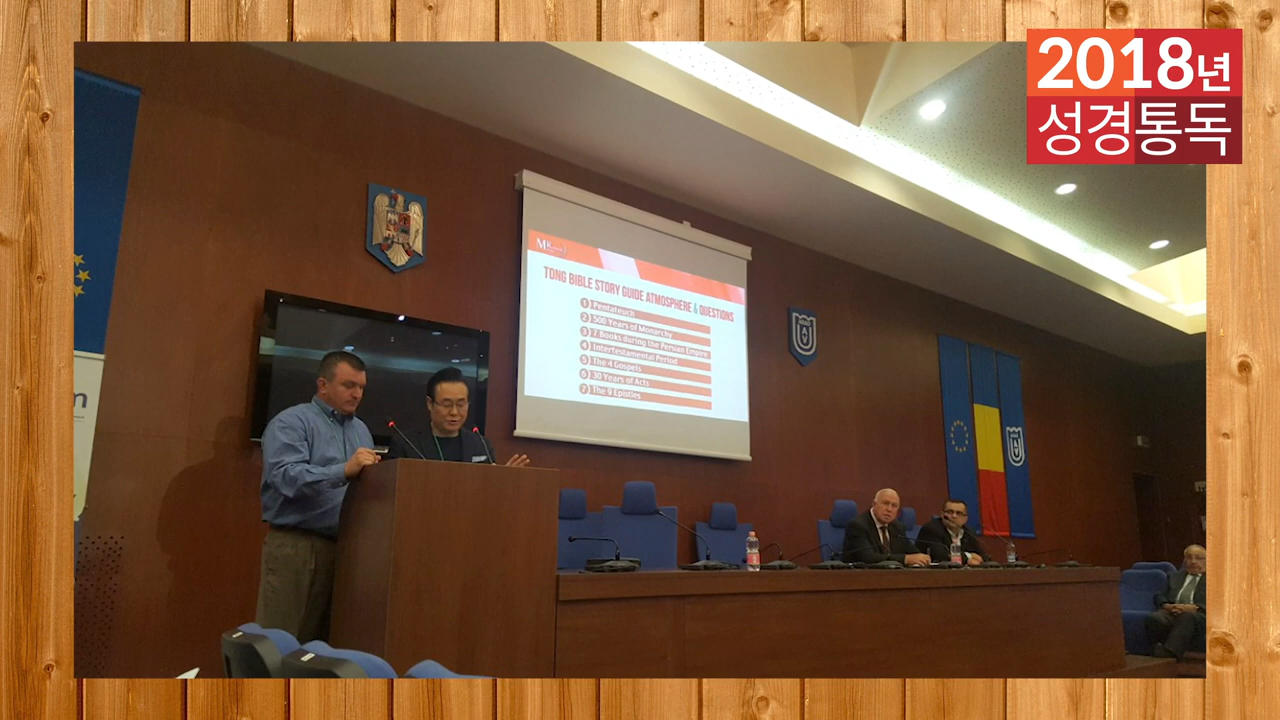 2018년
성경통독
TONG BIBLE STORY GUIDE ATMOSPHERE & QUESTIONS
1 Pentateuch
2 500 Years of Monarchy
3 7 Books during the Persian Empire
4 Intertestamental Period
5 The 4 Gospels
6 30 Years of Acts
7 The 9 Epistles